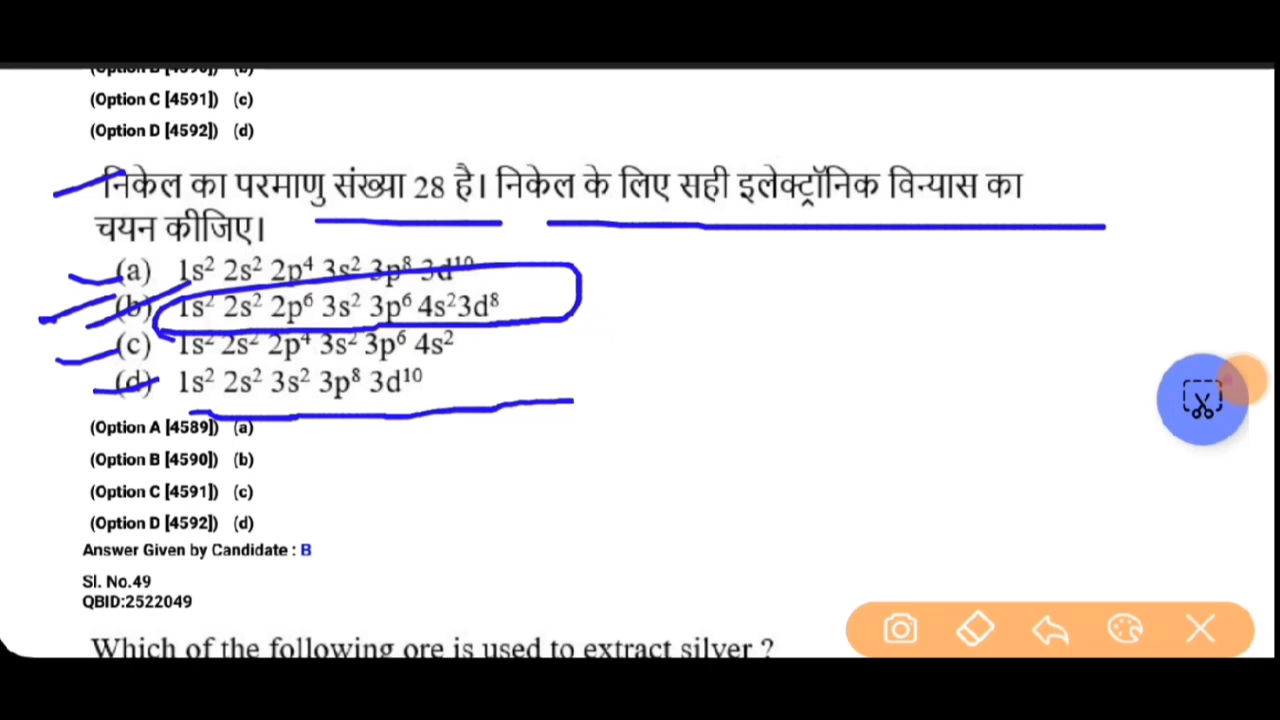 (Option B [4590]) (b)
(Option C [4591]) (c)
(Option D [4592]) (d)
निकेल का परमाणु संख्या 28 है। निकेल के लिए सही इलेक्ट्रॉनिक विन्यास का
चयन कीजिए।
(a) 1s² 2s² 2p⁴ 3s² 3p⁸ 3d¹⁰
(b) 1s² 2s² 2p⁶ 3s² 3p⁶ 4s²3d⁸
(c) 1s² 2s² 2p⁴ 3s² 3p⁶ 4s²
(d) 1s² 2s² 3s² 3p⁸ 3d¹⁰
(Option A [4589]) (a)
(Option B [4590]) (b)
(Option C [4591]) (c)
(Option D [4592]) (d)
Answer Given by Candidate : B
Sl. No.49
QBID:2522049
Which of the following ore is used to extract silver ?